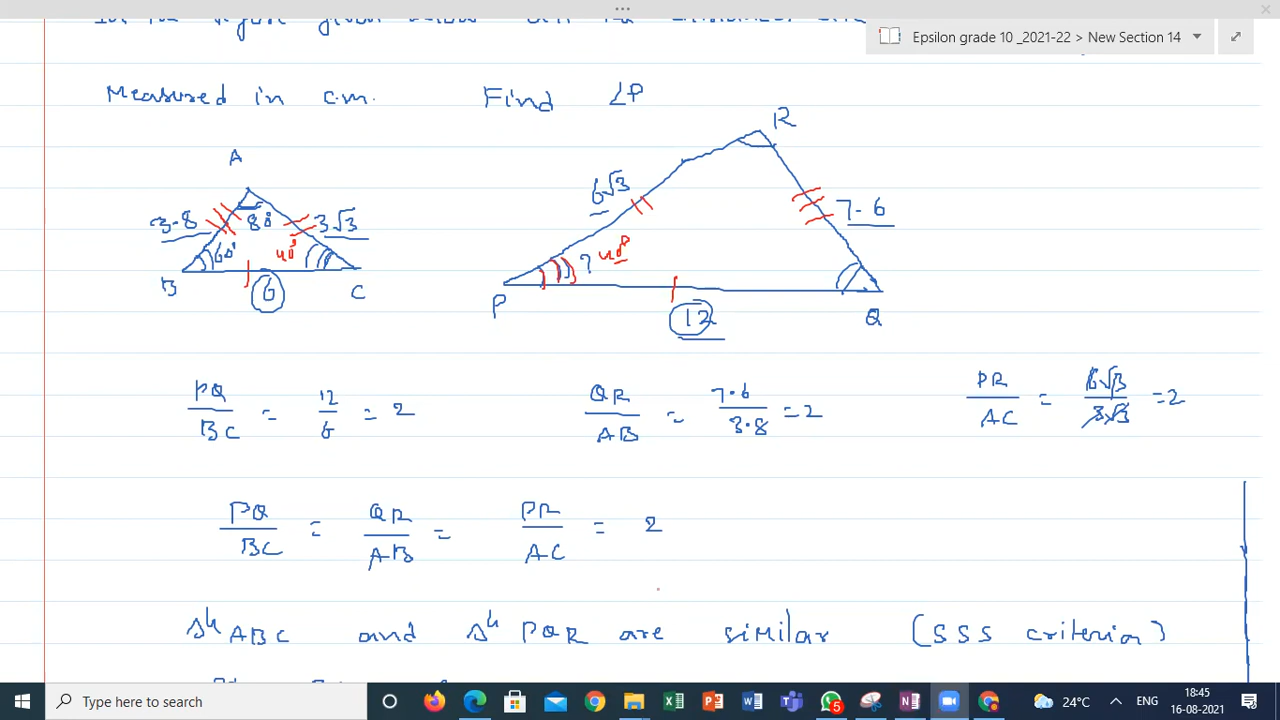 Epsilon grade 10 _2021-22 > New Section 14
Measured in c.m. Find ∠P
A
R
3.8 80° 3√3
60° 40°
B 6 C
6√3 7.6
? 40°
P 12 Q
PQ/BC = 12/6 = 2 QR/AB = 7.6/3.8 = 2 PR/AC = 6√3/3√3 = 2
PQ/BC = QR/AB = PR/AC = 2
ABC and PQR are similar (SSS criterion)
Type here to search
5
24°C
ENG
18:45
16-08-2021